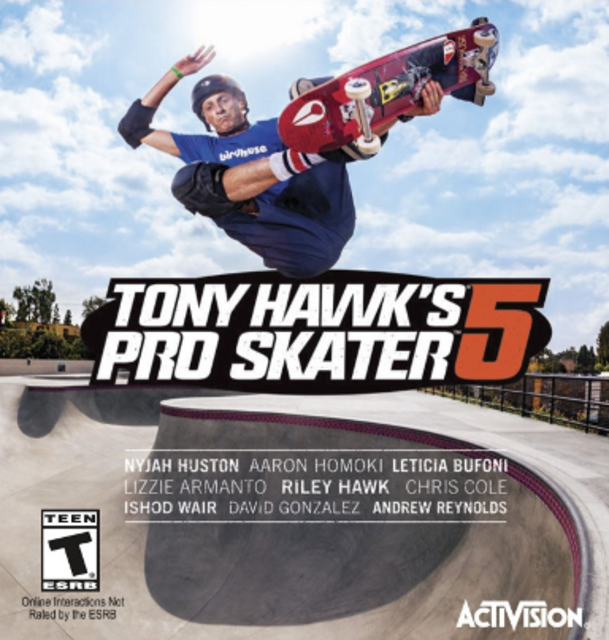 birdhouse
TONY HAWK'S
PRO SKATER 5
NYJAH HUSTON AARON HOMOKI LETICIA BUFONI
LIZZIE ARMANTO RILEY HAWK CHRIS COLE
ISHOD WAIR DAVID GONZALEZ ANDREW REYNOLDS
TEEN
T
ESRB
Online Interactions Not
Rated by the ESRB
ACTIVISION